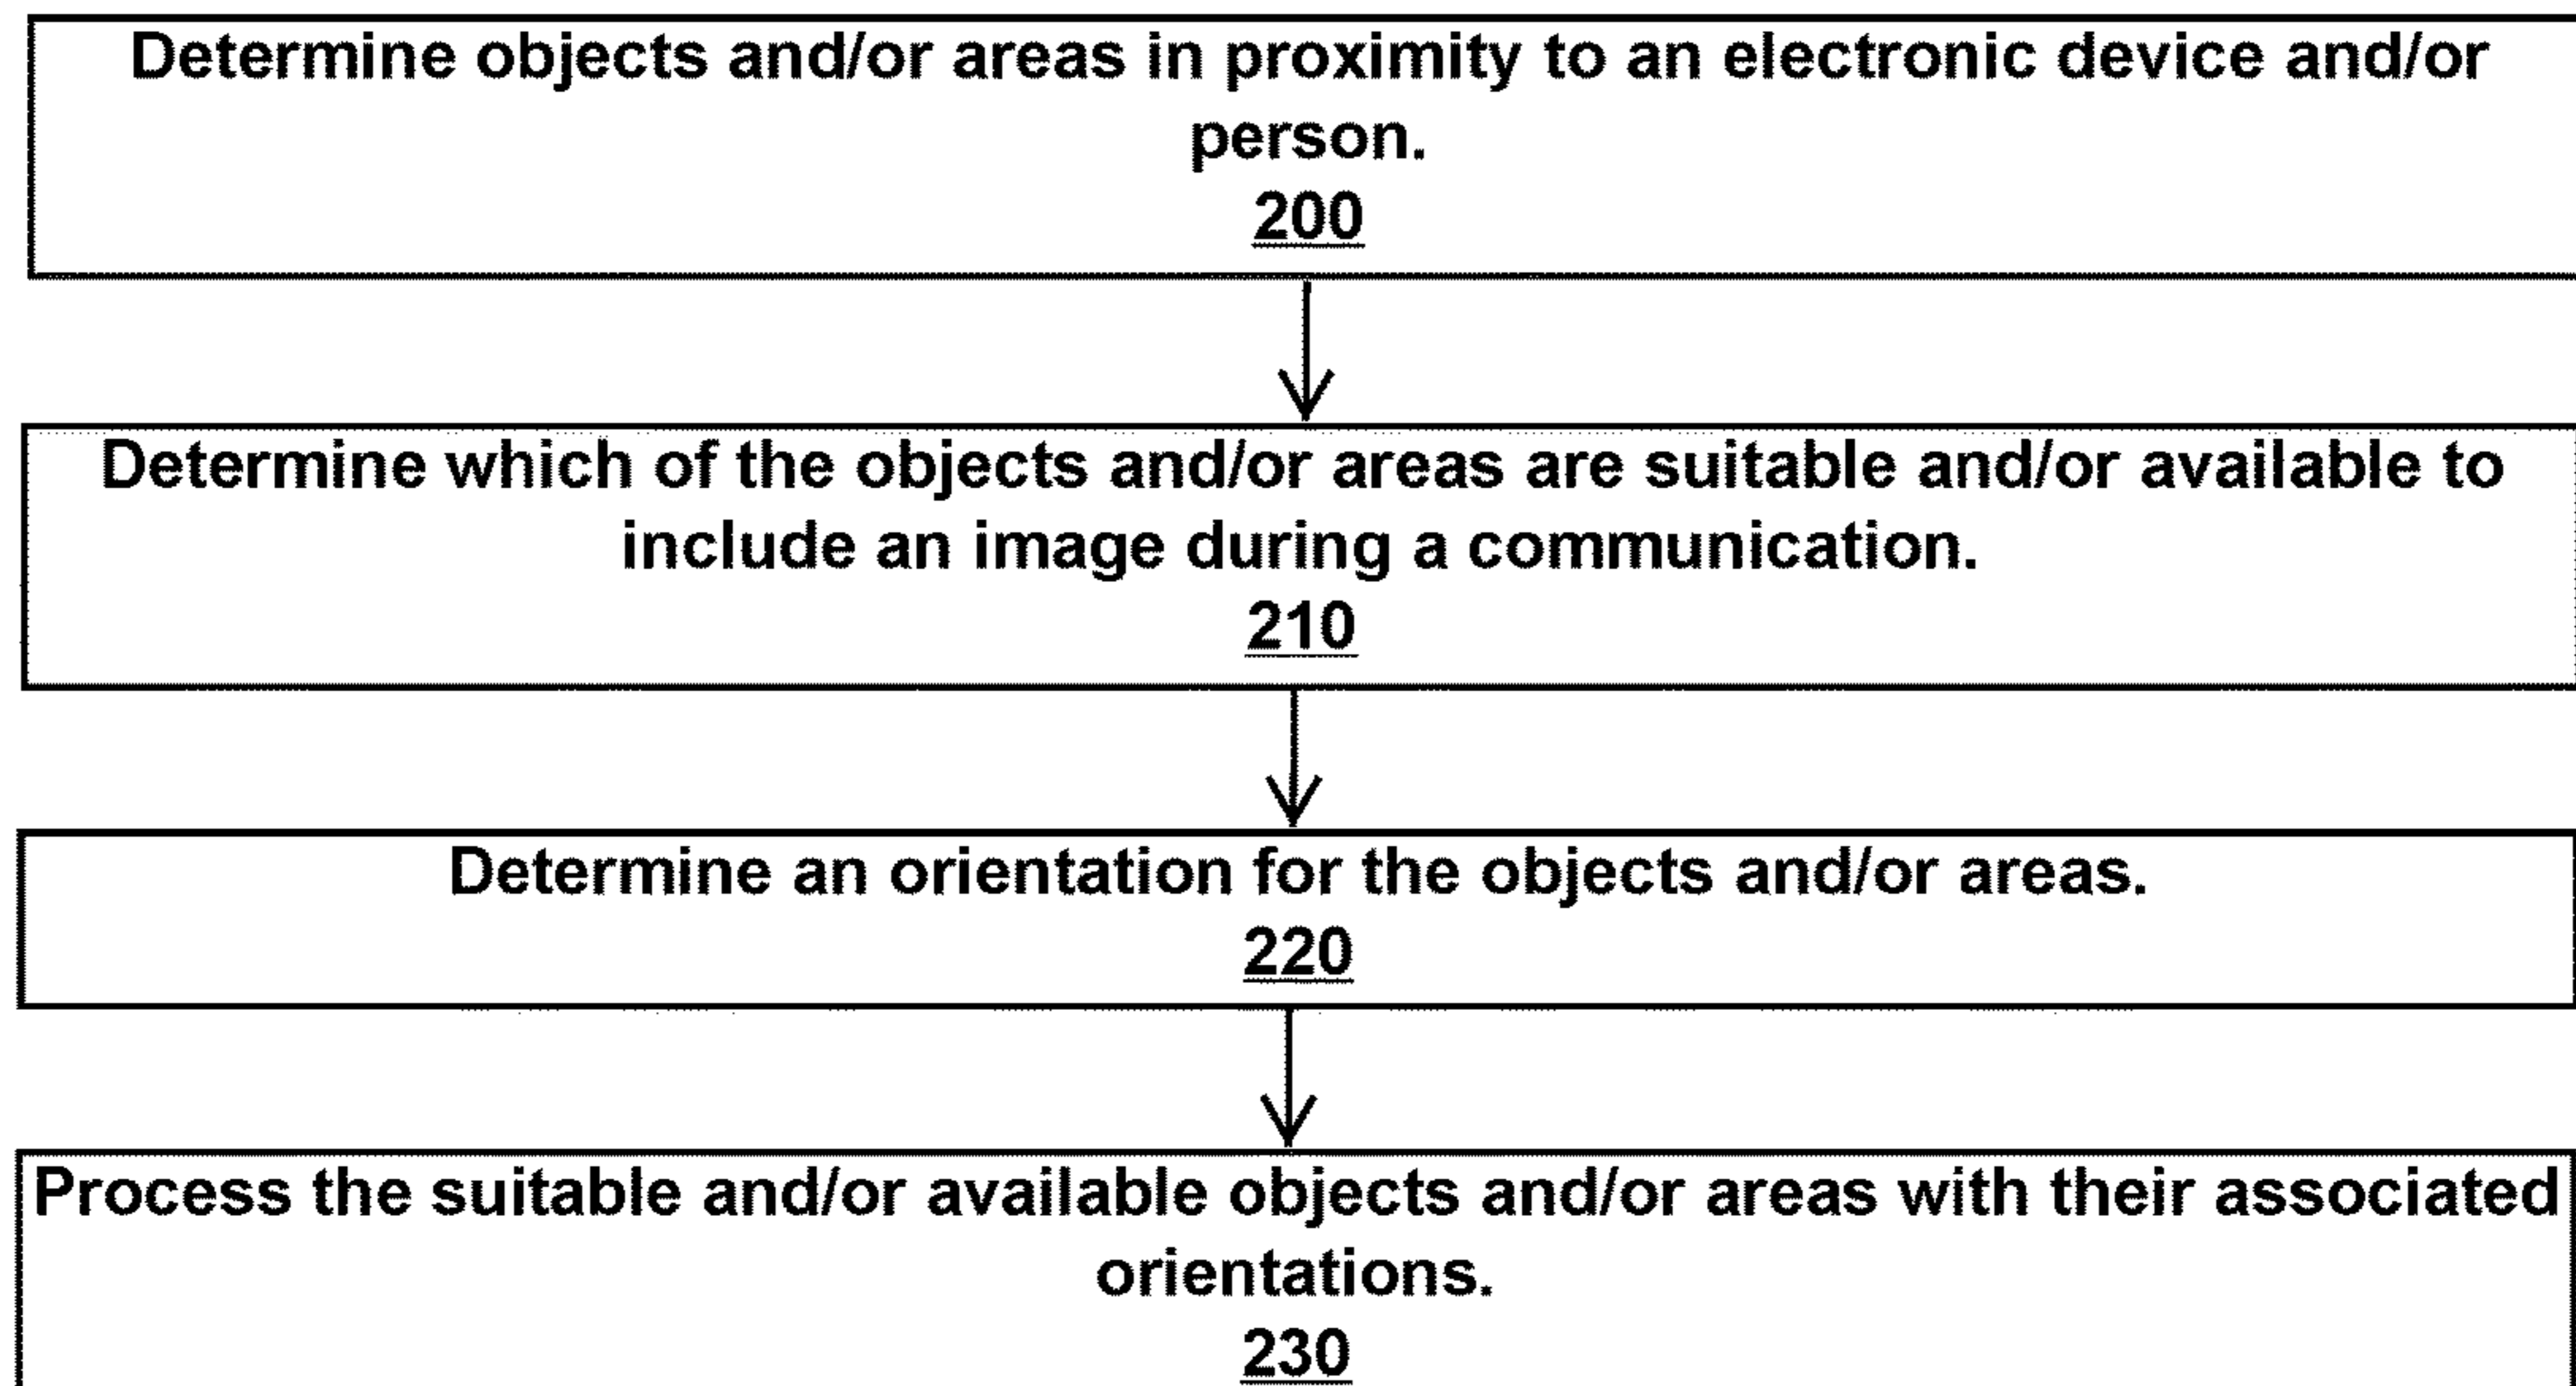 Determine objects and/or areas in proximity to an electronic device and/or
person.
200
Determine which of the objects and/or areas are suitable and/or available to
include an image during a communication.
210
Determine an orientation for the objects and/or areas.
220
Process the suitable and/or available objects and/or areas with their associated
orientations.
230